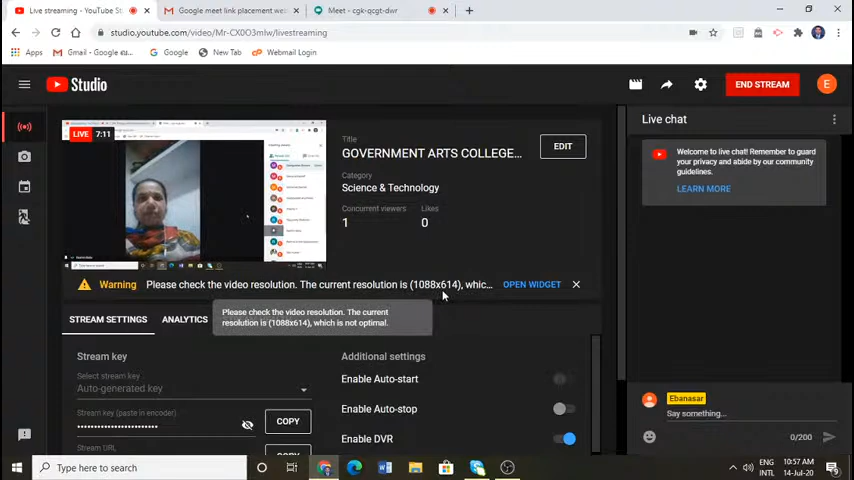 Live streaming - YouTube Stud
Google meet link placement.we
Meet - cgk-qcgt-dwr
studio.youtube.com/video/Mr-CX0O3mIw/livestreaming
Apps
Google
New Tab
Webmail Login
Studio
END STREAM
E
LIVE 7:11
Title
GOVERNMENT ARTS COLLEGE...
EDIT
Category
Science & Technology
Concurrent viewers
Likes
1
0
Warning
Please check the video resolution. The current resolution is (1088x614), whic...
OPEN WIDGET
Please check the video resolution. The current
resolution is (1088x614), which is not optimal.
STREAM SETTINGS
ANALYTICS
Stream key
Select stream key
Auto-generated key
Stream key (paste in encoder)
COPY
Stream URL
Additional settings
Enable Auto-start
Enable Auto-stop
Enable DVR
Live chat
Welcome to live chat! Remember to guard
your privacy and abide by our community
guidelines.
LEARN MORE
Ebanasar
Say something...
0/200
Type here to search
ENG
INTL
10:57 AM
14-Jul-20